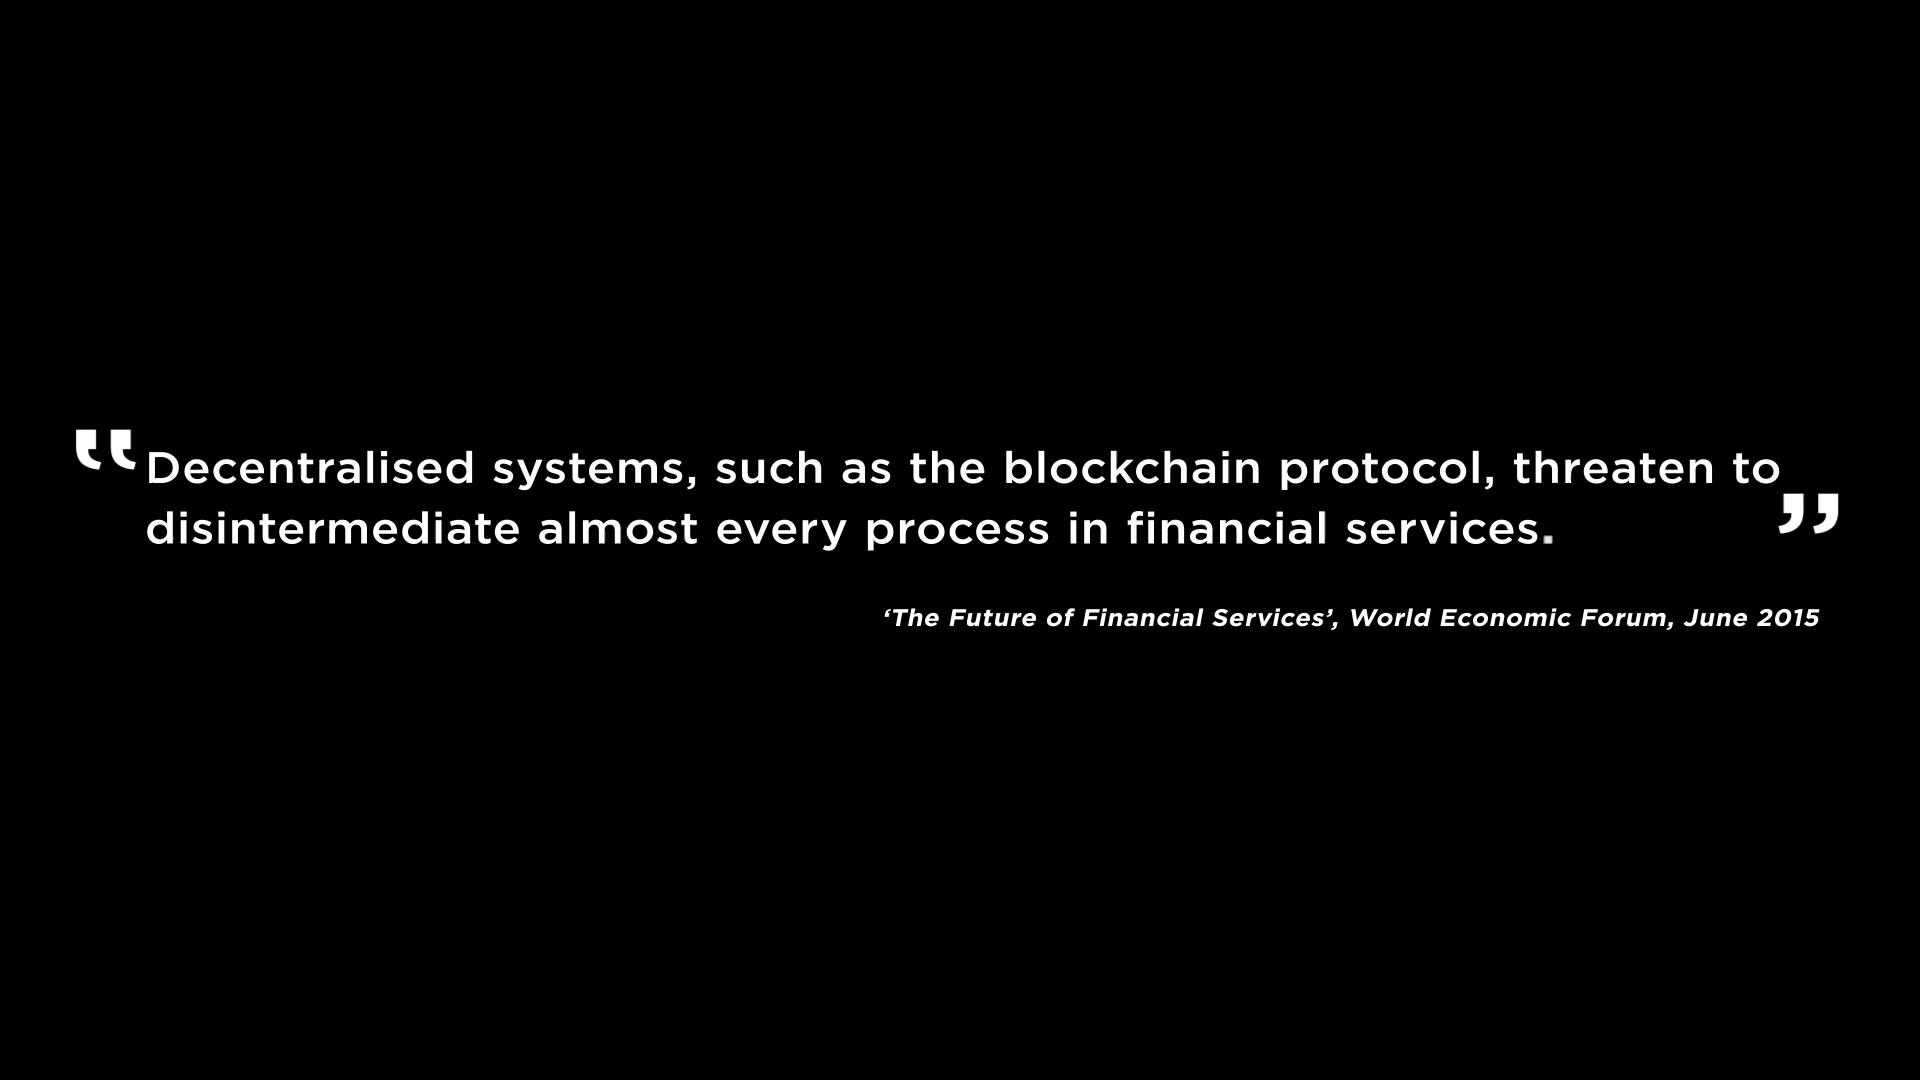 “Decentralised systems, such as the blockchain protocol, threaten to
disintermediate almost every process in financial services.”
‘The Future of Financial Services’, World Economic Forum, June 2015